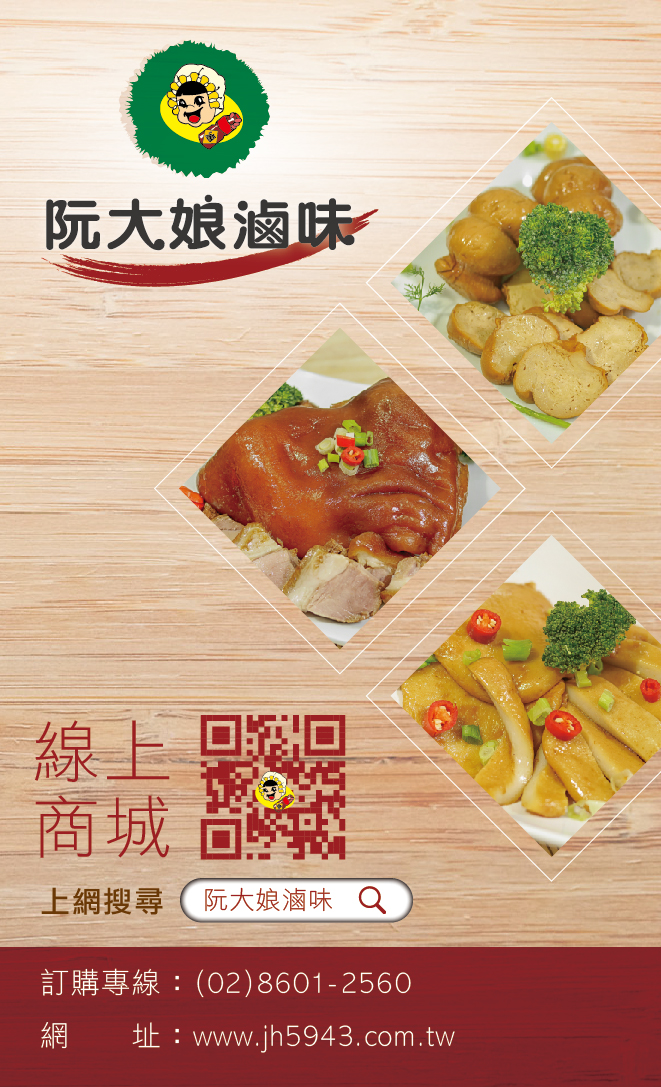 阮大娘滷味
線上
商城
上網搜尋 阮大娘滷味
訂購專線：(02)8601-2560
網　　址：www.jh5943.com.tw